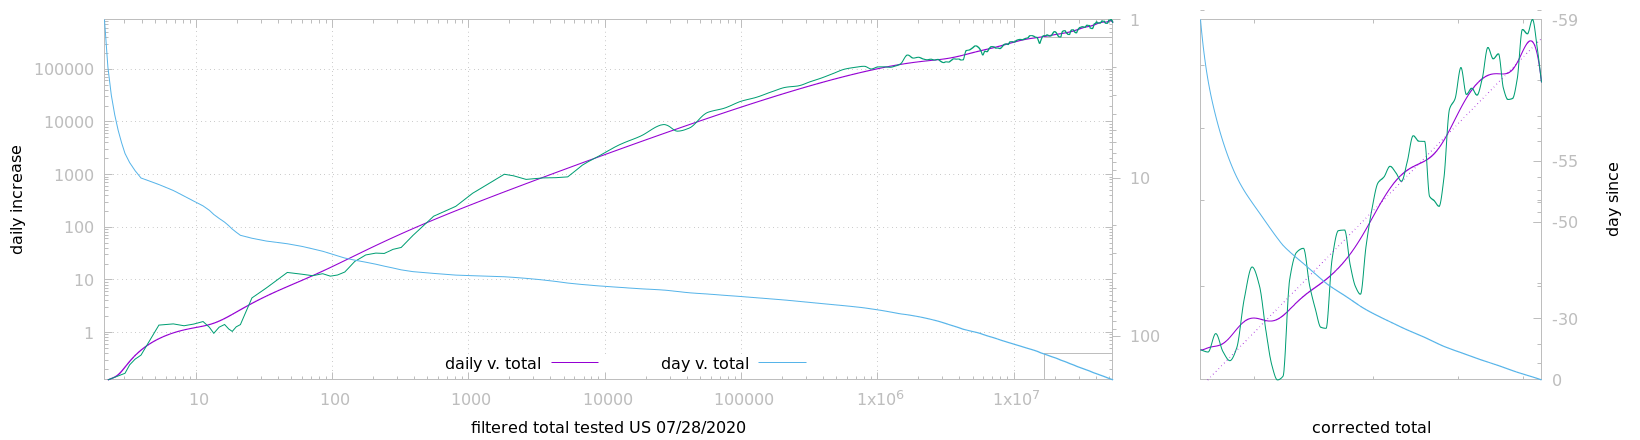 daily increase
100000
10000
1000
100
10
1
daily v. total
day v. total
10
100
1000
10000
100000
1x10^6
1x10^7
filtered total tested US 07/28/2020
1
10
100
-59
-55
-50
-30
0
day since
corrected total